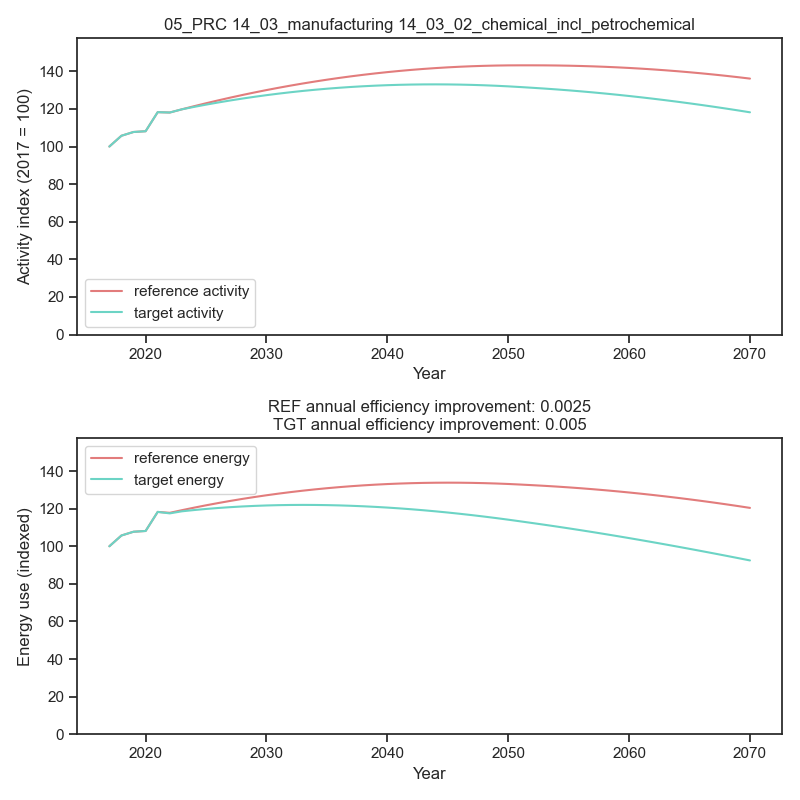 05_PRC 14_03_manufacturing 14_03_02_chemical_incl_petrochemical
Activity index (2017 = 100)
140
120
100
80
60
40
20
0
reference activity
target activity
2020 2030 2040 2050 2060 2070
Year
REF annual efficiency improvement: 0.0025
TGT annual efficiency improvement: 0.005
Energy use (indexed)
reference energy
target energy
140
120
100
80
60
40
20
0
2020 2030 2040 2050 2060 2070
Year